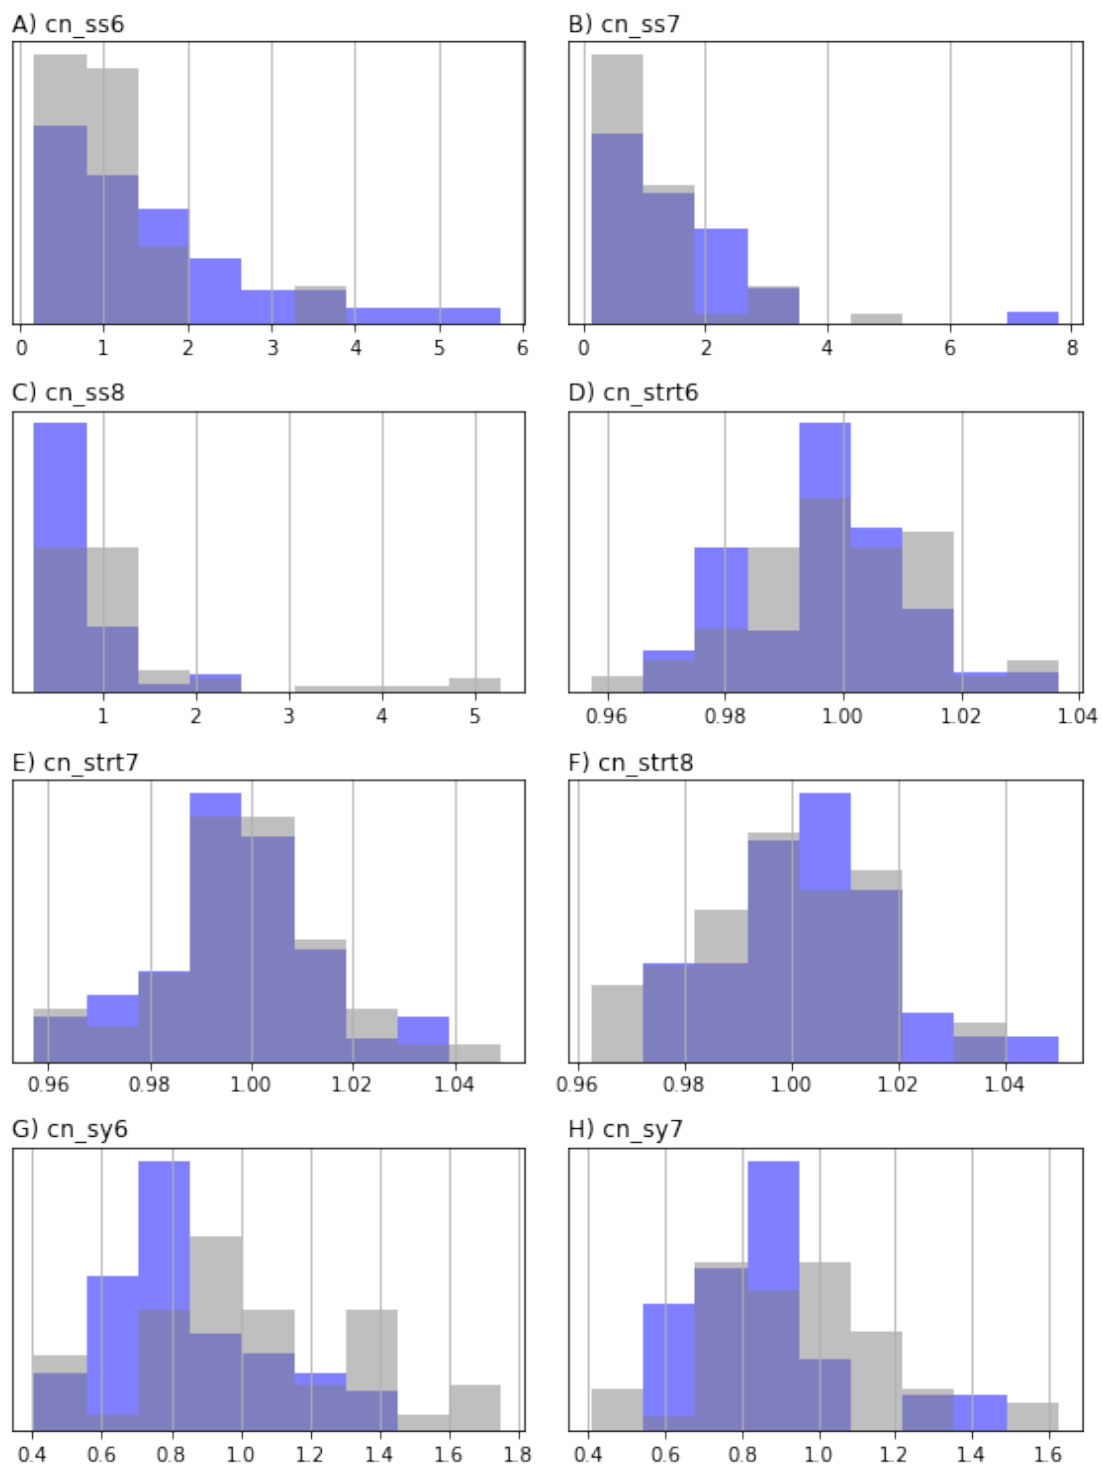 A) cn_ss6 B) cn_ss7
0 1 2 3 4 5 6 0 2 4 6 8
C) cn_ss8 D) cn_strt6
1 2 3 4 5 0.96 0.98 1.00 1.02 1.04
E) cn_strt7 F) cn_strt8
0.96 0.98 1.00 1.02 1.04 0.96 0.98 1.00 1.02 1.04
G) cn_sy6 H) cn_sy7
0.4 0.6 0.8 1.0 1.2 1.4 1.6 1.8 0.4 0.6 0.8 1.0 1.2 1.4 1.6